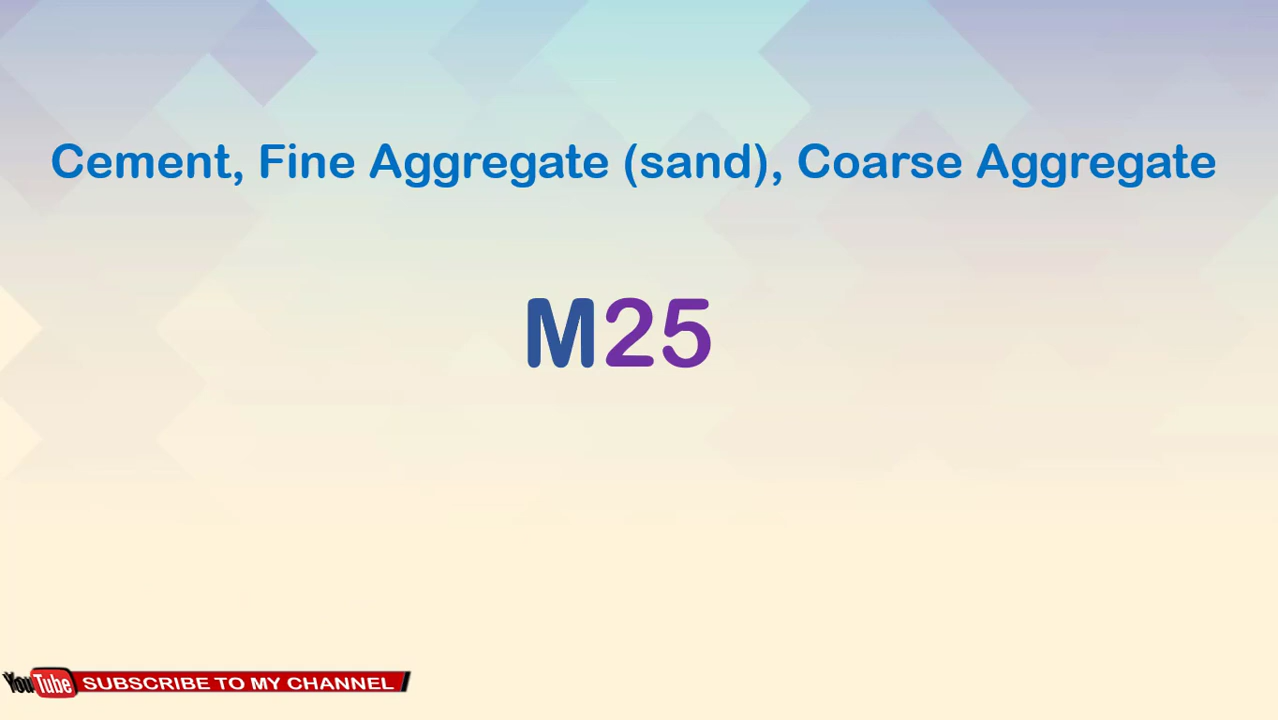 Cement, Fine Aggregate (sand), Coarse Aggregate
M25
YouTube SUBSCRIBE TO MY CHANNEL